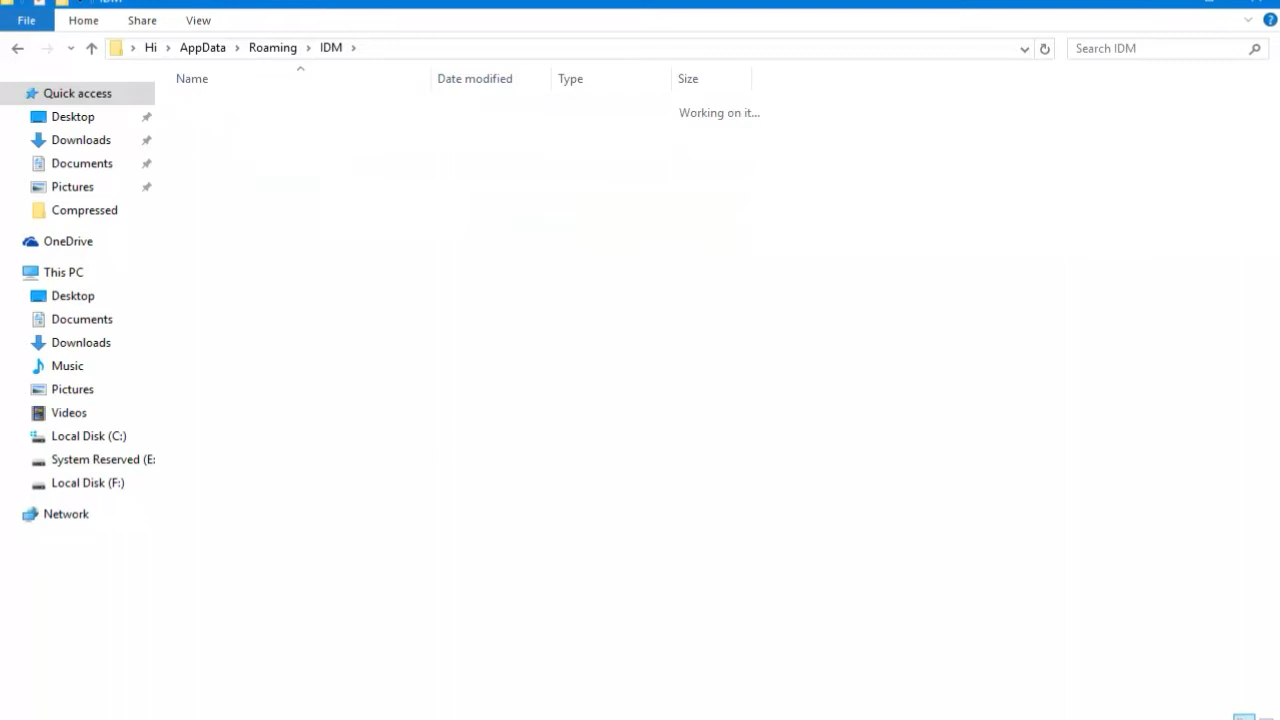 IDM
File Home Share View
Hi AppData Roaming IDM Search IDM
Name Date modified Type Size
Working on it...
Quick access
Desktop
Downloads
Documents
Pictures
Compressed
OneDrive
This PC
Desktop
Documents
Downloads
Music
Pictures
Videos
Local Disk (C:)
System Reserved (E:
Local Disk (F:)
Network